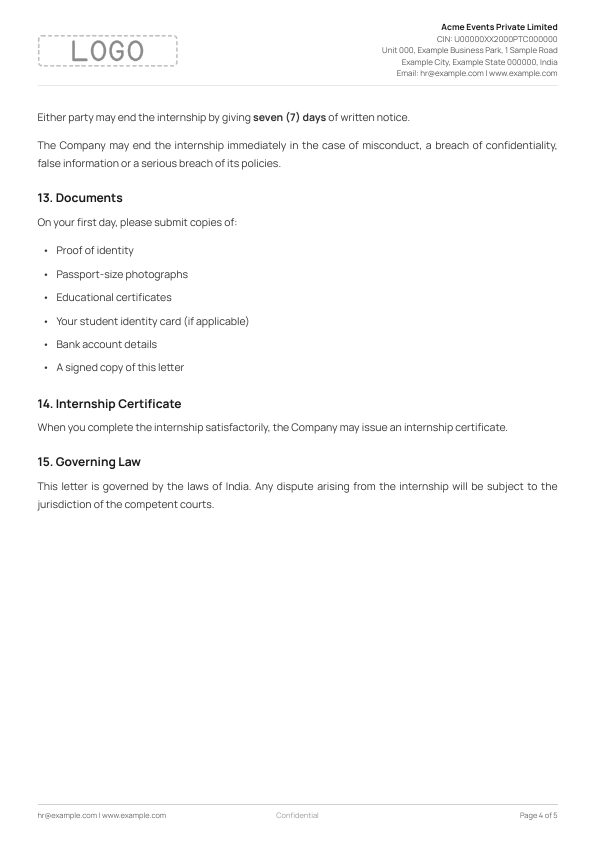 LOGO
Acme Events Private Limited
CIN: U00000XX2000PTC000000
Unit 000, Example Business Park, 1 Sample Road
Example City, Example State 000000, India
Email: hr@example.com | www.example.com
Either party may end the internship by giving seven (7) days of written notice.
The Company may end the internship immediately in the case of misconduct, a breach of confidentiality,
false information or a serious breach of its policies.
13. Documents
On your first day, please submit copies of:
• Proof of identity
• Passport-size photographs
• Educational certificates
• Your student identity card (if applicable)
• Bank account details
• A signed copy of this letter
14. Internship Certificate
When you complete the internship satisfactorily, the Company may issue an internship certificate.
15. Governing Law
This letter is governed by the laws of India. Any dispute arising from the internship will be subject to the
jurisdiction of the competent courts.
hr@example.com | www.example.com
Confidential
Page 4 of 5